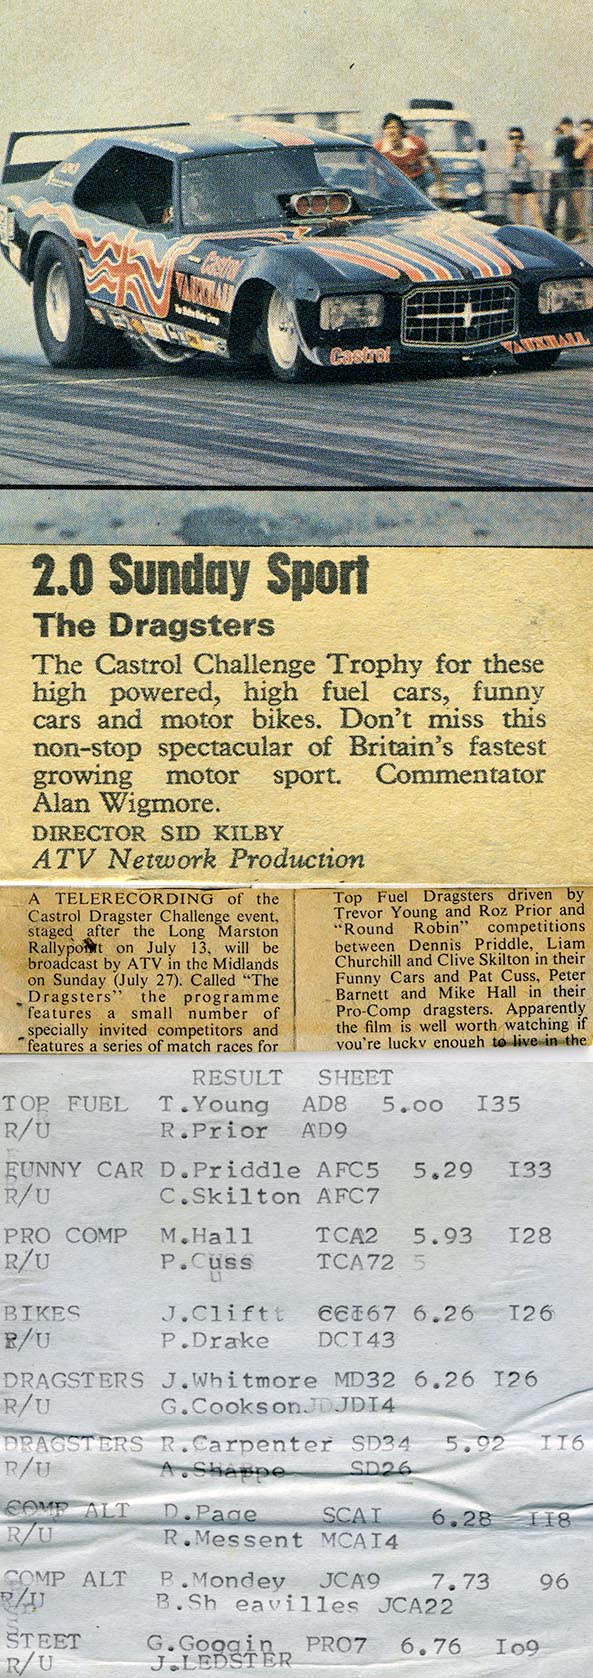 Castrol
VAUXHALL
Castrol
VAUXHALL
2.0 Sunday Sport
The Dragsters
The Castrol Challenge Trophy for these
high powered, high fuel cars, funny
cars and motor bikes. Don't miss this
non-stop spectacular of Britain's fastest
growing motor sport. Commentator
Alan Wigmore.
DIRECTOR SID KILBY
ATV Network Production
A TELERECORDING of the
Castrol Dragster Challenge event,
staged after the Long Marston
Rallypoint on July 13, will be
broadcast by ATV in the Midlands
on Sunday (July 27). Called "The
Dragsters" the programme
features a small number of
specially invited competitors and
features a series of match races for
Top Fuel Dragsters driven by
Trevor Young and Roz Prior and
"Round Robin" competitions
between Dennis Priddle, Liam
Churchill and Clive Skilton in their
Funny Cars and Pat Cuss, Peter
Barnett and Mike Hall in their
Pro-Comp dragsters. Apparently
the film is well worth watching if
you're lucky enough to live in the
RESULT SHEET
TOP FUEL T.Young AD8 5.00 I35
R/U R.Prior AD9
FUNNY CAR D.Priddle AFC5 5.29 I33
R/U C.Skilton AFC7
PRO COMP M.Hall TCA2 5.93 I28
R/U P.Cuss TCA72
BIKES J.Clift CCI67 6.26 I26
R/U P.Drake DCI43
DRAGSTERS J.Whitmore MD32 6.26 I26
R/U G.Cookson JDI4
DRAGSTERS R.Carpenter SD34 5.92 II6
R/U A.Shappe SD26
COMP ALT D.Page SCAI 6.28 II8
R/U R.Messent MCAI4
COMP ALT B.Mondey JCA9 7.73 96
R/U B.Sh eavilles JCA22
STEET G.Goggin PRO7 6.76 Io9
R/U J.LEDSTER